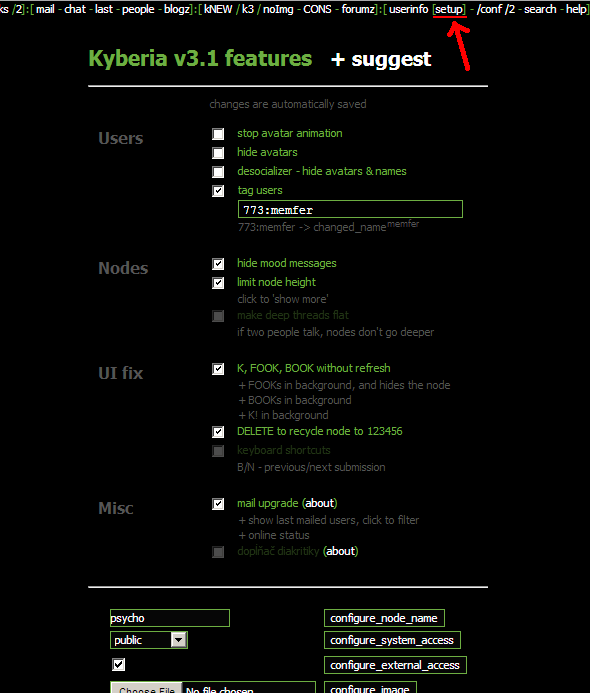 ks /2]:[ mail - chat - last - people - blogz]:[ kNEW / k3 / noImg - CONS - forumz]:[ userinfo [setup] - /conf /2 - search - help]
Kyberia v3.1 features + suggest
changes are automatically saved
Users
stop avatar animation
hide avatars
desocializer - hide avatars & names
tag users
773:memfer
773:memfer -> changed_name memfer
Nodes
hide mood messages
limit node height
click to 'show more'
make deep threads flat
if two people talk, nodes don't go deeper
UI fix
K, FOOK, BOOK without refresh
+ FOOKs in background, and hides the node
+ BOOKs in background
+ K! in background
DELETE to recycle node to 123456
keyboard shortcuts
B/N - previous/next submission
Misc
mail upgrade (about)
+ show last mailed users, click to filter
+ online status
dopĺňač diakritiky (about)
psycho configure_node_name
public configure_system_access
configure_external_access
Choose File No file chosen configure_image